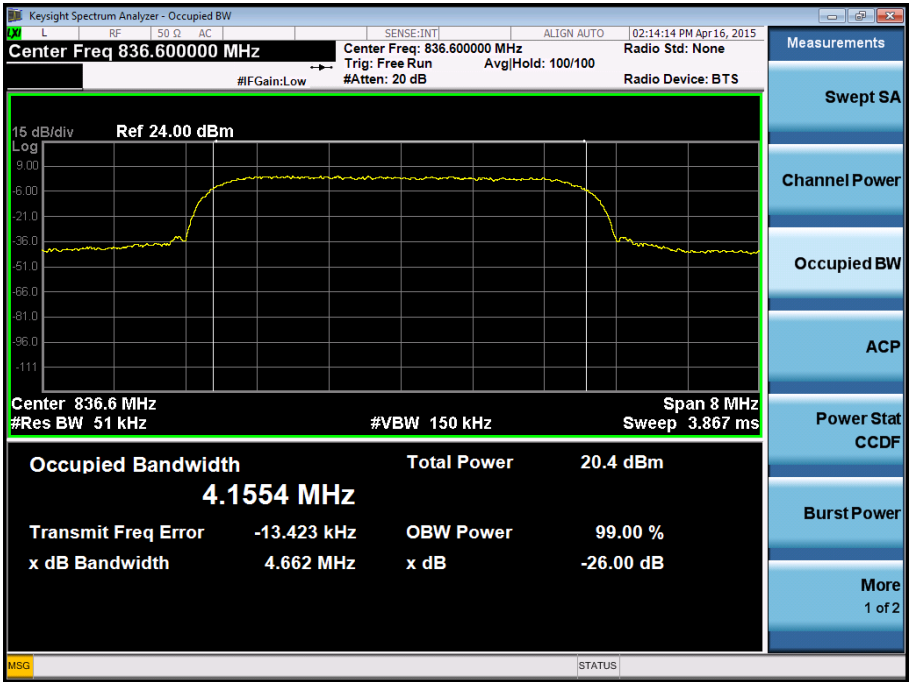 Keysight Spectrum Analyzer - Occupied BW
LXI L RF 50 Ω AC SENSE:INT ALIGN AUTO 02:14:14 PM Apr 16, 2015
Center Freq 836.600000 MHz
Center Freq: 836.600000 MHz Radio Std: None
Trig: Free Run Avg|Hold: 100/100
#IFGain:Low #Atten: 20 dB Radio Device: BTS
15 dB/div Ref 24.00 dBm
Log
9.00
-6.00
-21.0
-36.0
-51.0
-66.0
-81.0
-96.0
-111
Center 836.6 MHz Span 8 MHz
#Res BW 51 kHz #VBW 150 kHz Sweep 3.867 ms
Occupied Bandwidth Total Power 20.4 dBm
4.1554 MHz
Transmit Freq Error -13.423 kHz OBW Power 99.00 %
x dB Bandwidth 4.662 MHz x dB -26.00 dB
MSG STATUS
Measurements
Swept SA
Channel Power
Occupied BW
ACP
Power Stat
CCDF
Burst Power
More
1 of 2